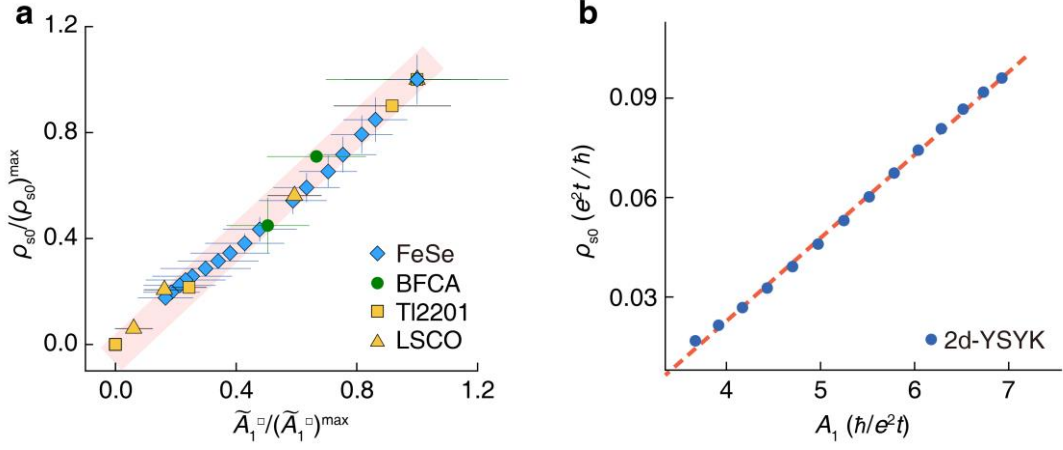 a
1.2
0.8
0.4
0.0
0.0 0.4 0.8 1.2
ρs0/(ρs0)max
Ã1□/(Ã1□)max
FeSe
BFCA
Tl2201
LSCO
b
0.09
0.06
0.03
4 5 6 7
ρs0 (e2t/ħ)
A1 (ħ/e2t)
2d-YSYK